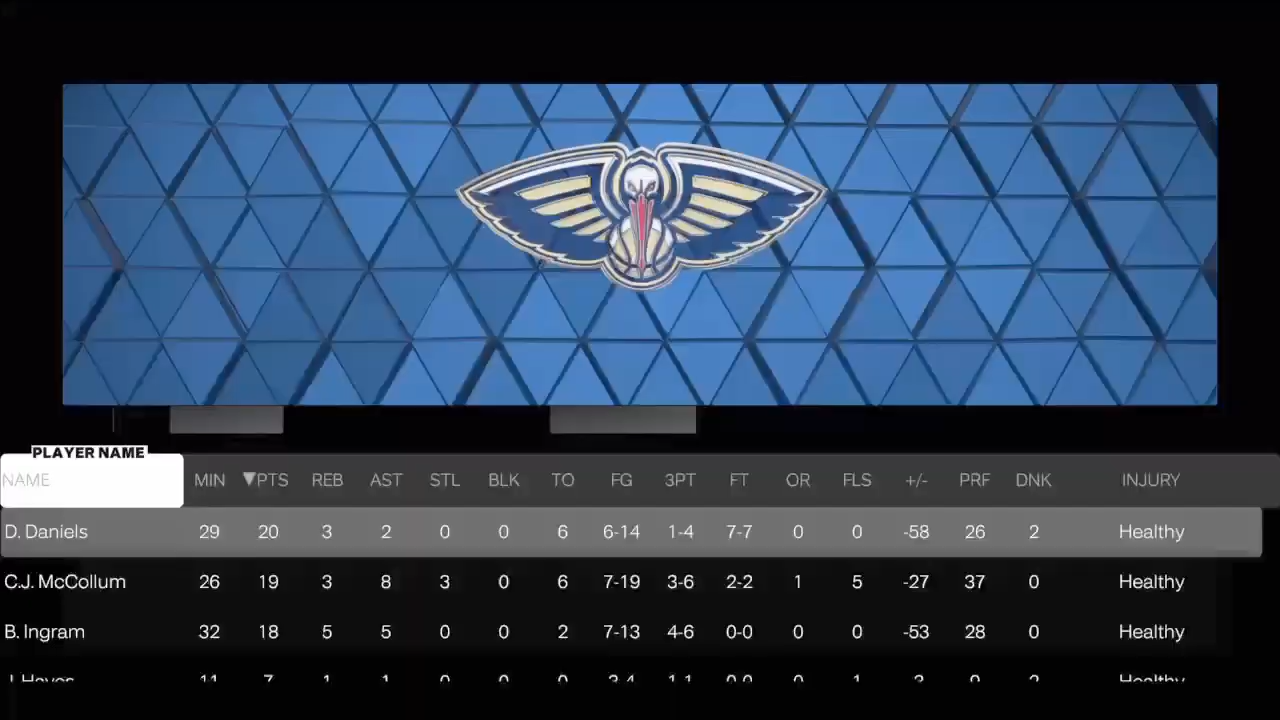 PLAYER NAME
NAME MIN ▼PTS REB AST STL BLK TO FG 3PT FT OR FLS +/- PRF DNK INJURY
D. Daniels 29 20 3 2 0 0 6 6-14 1-4 7-7 0 0 -58 26 2 Healthy
C.J. McCollum 26 19 3 8 3 0 6 7-19 3-6 2-2 1 5 -27 37 0 Healthy
B. Ingram 32 18 5 5 0 0 2 7-13 4-6 0-0 0 0 -53 28 0 Healthy